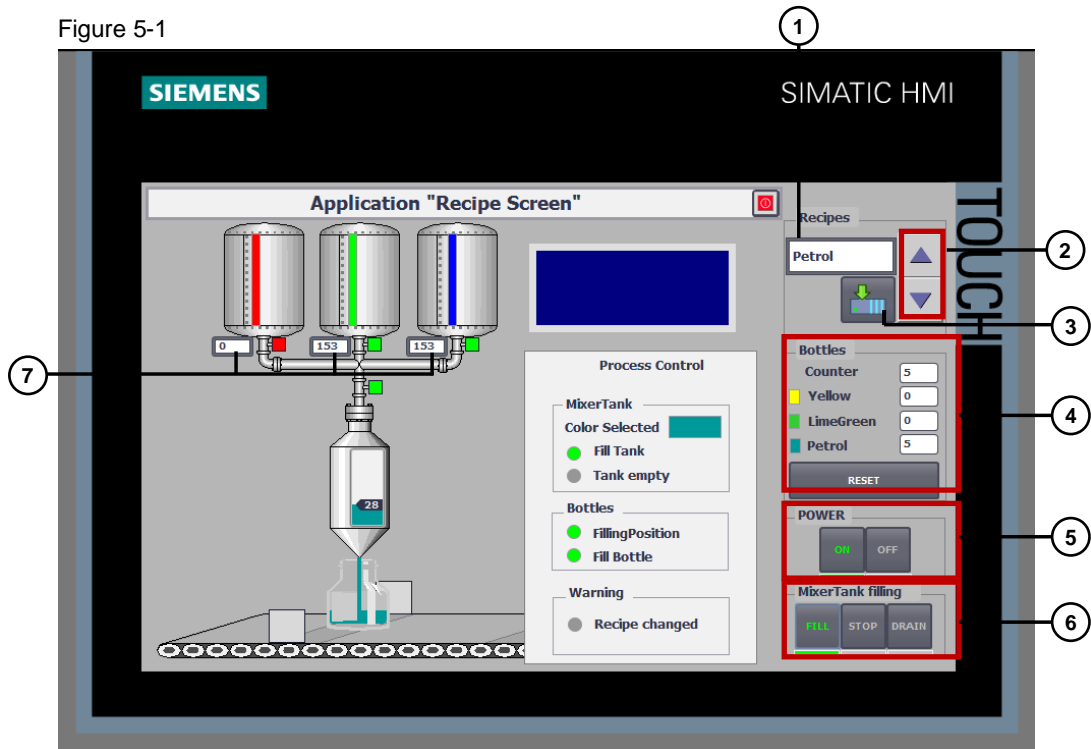 Figure 5-1
1
SIEMENS
SIMATIC HMI
TOUCH
Application "Recipe Screen"
Recipes
Petrol
2
3
0
153
153
7
Process Control
MixerTank
Color Selected
Fill Tank
Tank empty
28
Bottles
FillingPosition
Fill Bottle
Warning
Recipe changed
Bottles
Counter 5
Yellow 0
LimeGreen 0
Petrol 5
RESET
4
POWER
ON OFF
5
MixerTank filling
FILL STOP DRAIN
6